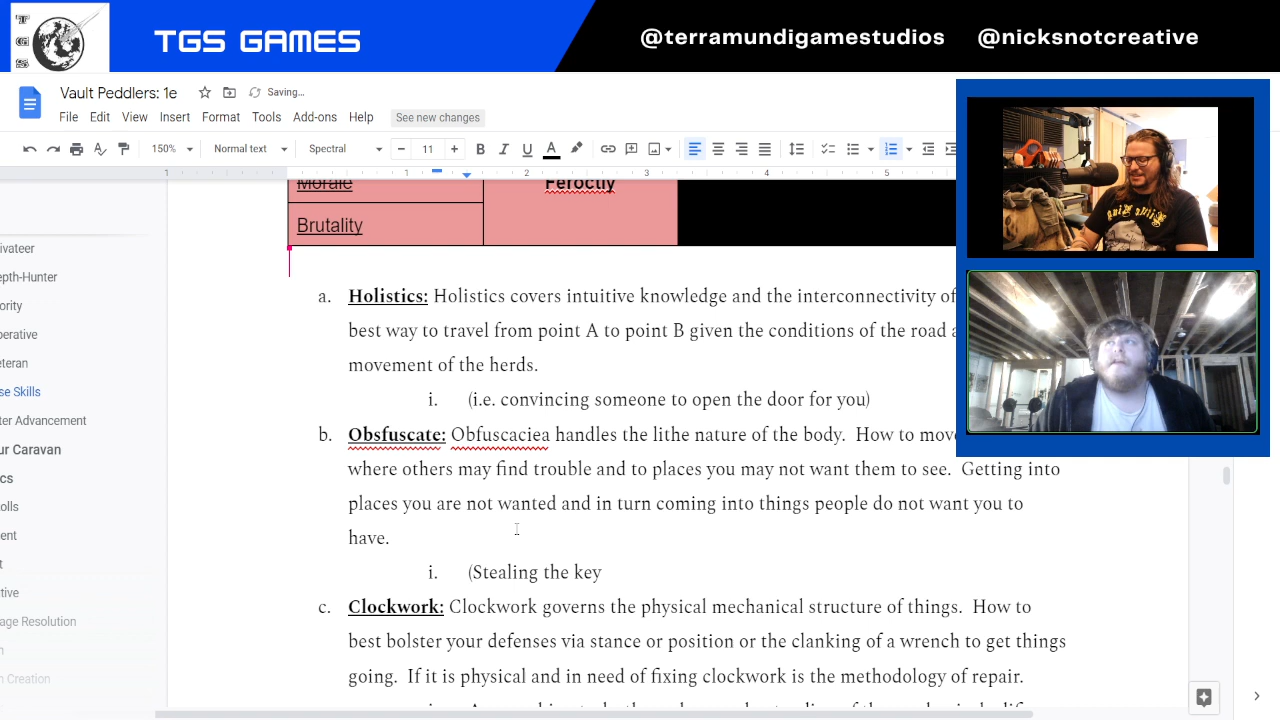 T
G
S
TGS GAMES
@terramundigamestudios @nicksnotcreative
Vault Peddlers: 1e Saving...
File Edit View Insert Format Tools Add-ons Help See new changes
150% Normal text Spectral 11 B I U A
1 1 2 3 4 5
ivateer
epth-Hunter
ority
perative
eteran
se Skills
ter Advancement
ur Caravan
cs
olls
ent
t
tive
age Resolution
n
n Creation
Morale
Ferocity
Brutality
a. Holistics: Holistics covers intuitive knowledge and the interconnectivity of
best way to travel from point A to point B given the conditions of the road a
movement of the herds.
i. (i.e. convincing someone to open the door for you)
b. Obsfuscate: Obfuscaciea handles the lithe nature of the body. How to move
where others may find trouble and to places you may not want them to see. Getting into
places you are not wanted and in turn coming into things people do not want you to
have.
i. (Stealing the key
c. Clockwork: Clockwork governs the physical mechanical structure of things. How to
best bolster your defenses via stance or position or the clanking of a wrench to get things
going. If it is physical and in need of fixing clockwork is the methodology of repair.